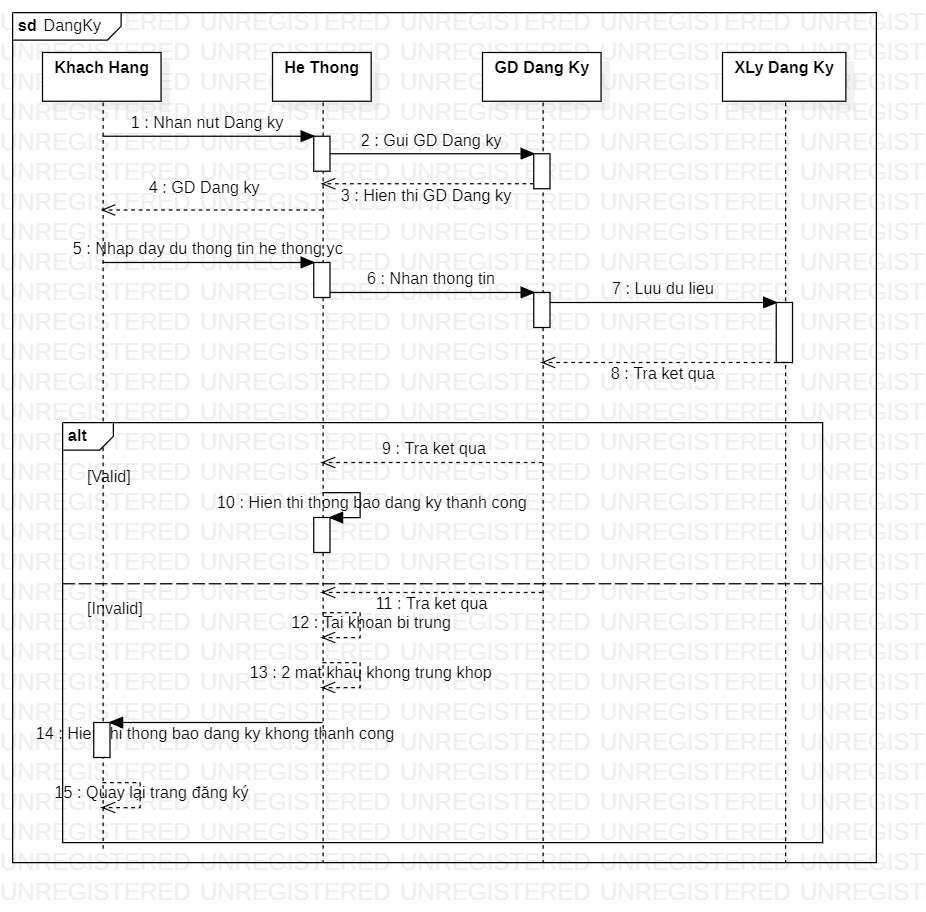 sd DangKy
Khach Hang
He Thong
GD Dang Ky
XLy Dang Ky
1 : Nhan nut Dang ky
2 : Gui GD Dang ky
3 : Hien thi GD Dang ky
4 : GD Dang ky
5 : Nhap day du thong tin he thong yc
6 : Nhan thong tin
7 : Luu du lieu
8 : Tra ket qua
alt
9 : Tra ket qua
[Valid]
10 : Hien thi thong bao dang ky thanh cong
[Invalid]
11 : Tra ket qua
12 : Tai khoan bi trung
13 : 2 mat khau khong trung khop
14 : Hien thi thong bao dang ky khong thanh cong
15 : Quay lại trang đăng ký
UNREGISTERED